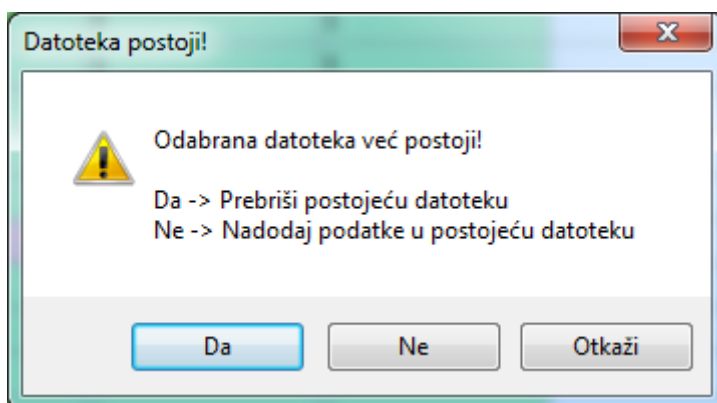 Datoteka postoji!
Odabrana datoteka već postoji!
Da -> Prebriši postojeću datoteku
Ne -> Nadodaj podatke u postojeću datoteku
Da
Ne
Otkaži